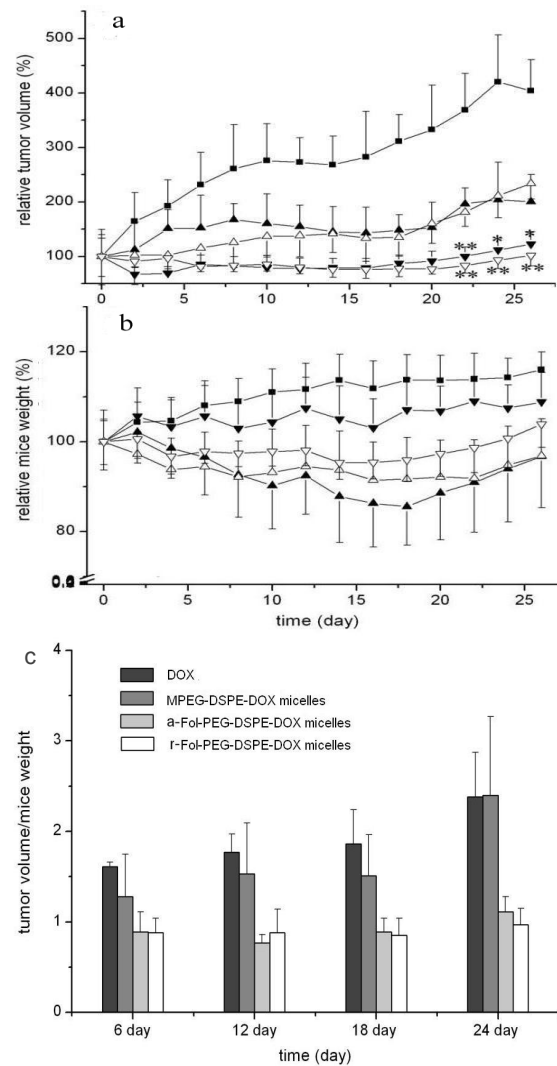 a
500
400
300
200
100
relative tumor volume (%)
** * *
** ** **
0 5 10 15 20 25
b
120
100
80
relative mice weight (%)
0 5 10 15 20 25
time (day)
c
4
3
2
1
0
tumor volume/mice weight
DOX
MPEG-DSPE-DOX micelles
a-Fol-PEG-DSPE-DOX micelles
r-Fol-PEG-DSPE-DOX micelles
6 day 12 day 18 day 24 day
time (day)